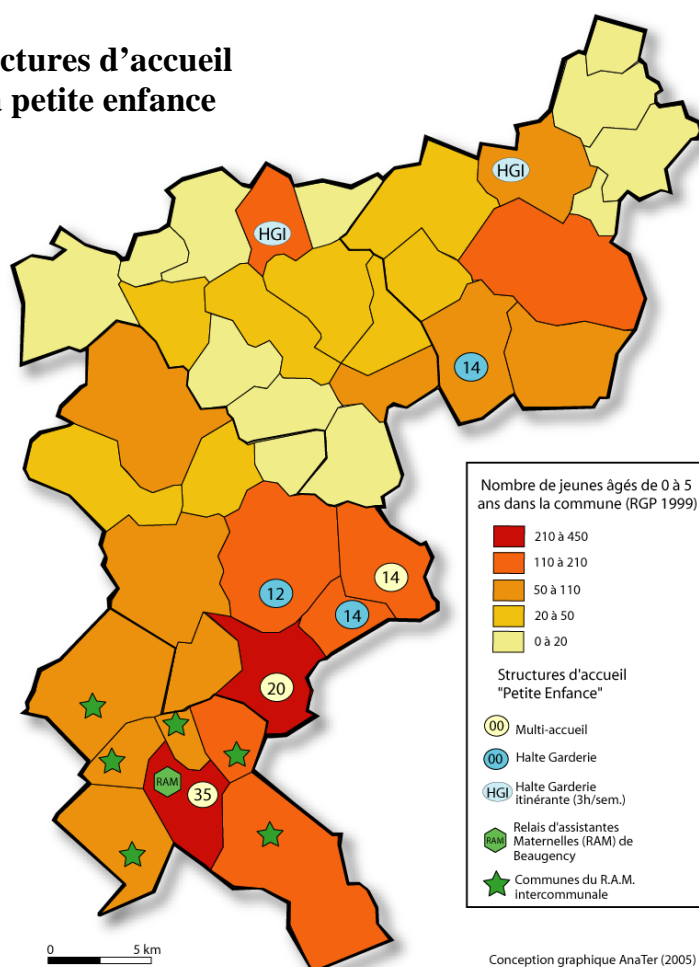 ctures d'accueil
petite enfance
HGI
HGI
14
14
12
14
20
RAM
35
Nombre de jeunes âgés de 0 à 5
ans dans la commune (RGP 1999)
210 à 450
110 à 210
50 à 110
20 à 50
0 à 20
Structures d'accueil
"Petite Enfance"
00 Multi-accueil
00 Halte Garderie
HGI Halte Garderie
itinérante (3h/sem.)
RAM Relais d'assistantes
Maternelles (RAM) de
Beaugency
Communes du R.A.M.
intercommunale
0 5 km
Conception graphique AnaTer (2005)